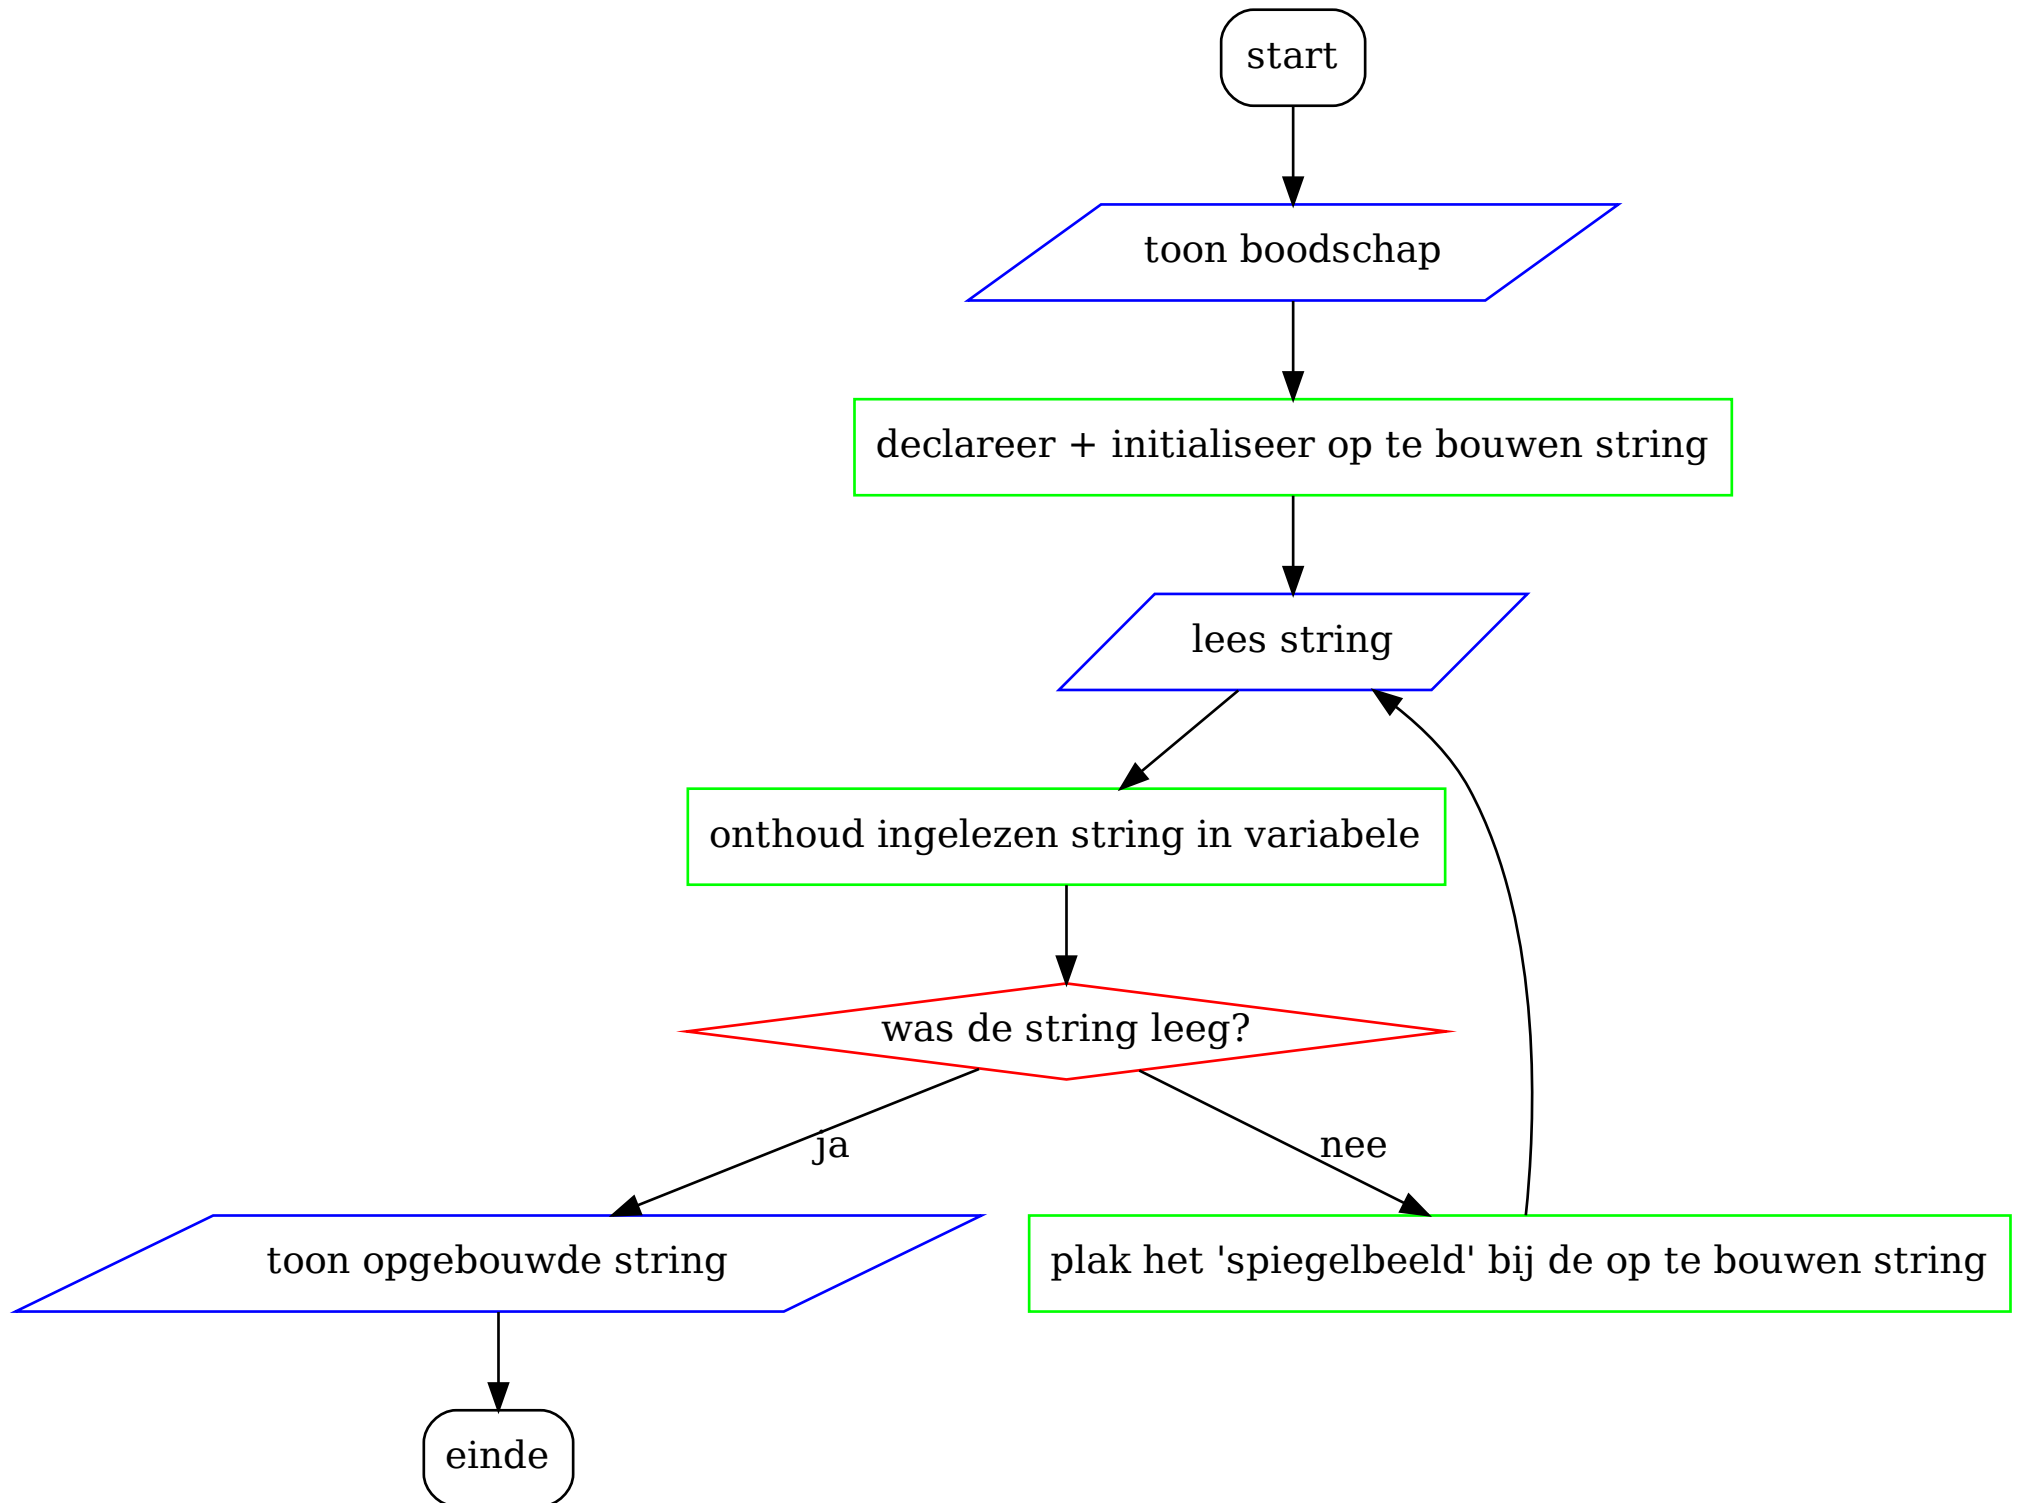 start
toon boodschap
declareer + initialiseer op te bouwen string
lees string
onthoud ingelezen string in variabele
was de string leeg?
ja
nee
toon opgebouwde string
plak het 'spiegelbeeld' bij de op te bouwen string
einde